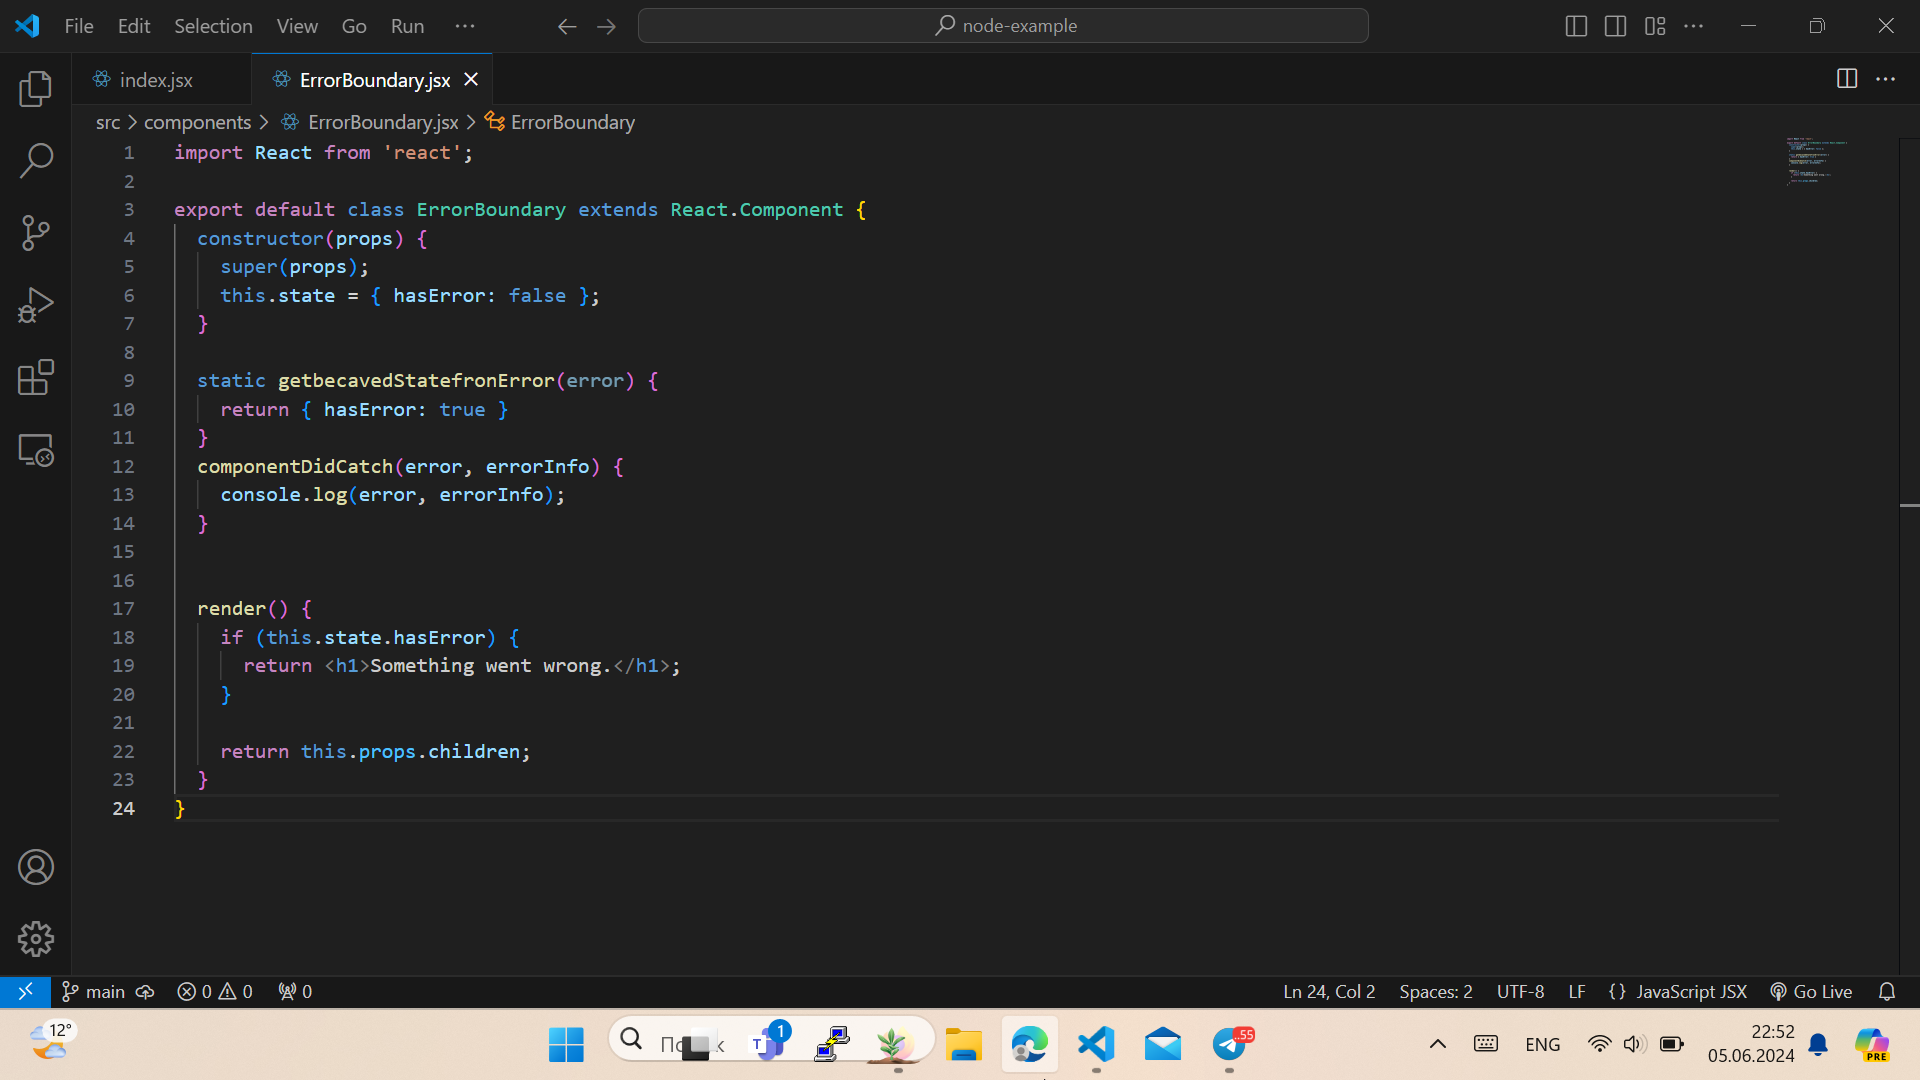 File Edit Selection View Go Run ···
node-example
index.jsx ErrorBoundary.jsx
src > components > ErrorBoundary.jsx > ErrorBoundary
1 import React from 'react';
2
3 export default class ErrorBoundary extends React.Component {
4 constructor(props) {
5 super(props);
6 this.state = { hasError: false };
7 }
8
9 static getbecavedStatefronError(error) {
10 return { hasError: true }
11 }
12 componentDidCatch(error, errorInfo) {
13 console.log(error, errorInfo);
14 }
15
16
17 render() {
18 if (this.state.hasError) {
19 return <h1>Something went wrong.</h1>;
20 }
21
22 return this.props.children;
23 }
24 }
main 0 0 0 Ln 24, Col 2 Spaces: 2 UTF-8 LF {} JavaScript JSX Go Live
12° 1 55 ENG 22:52
05.06.2024 PRE